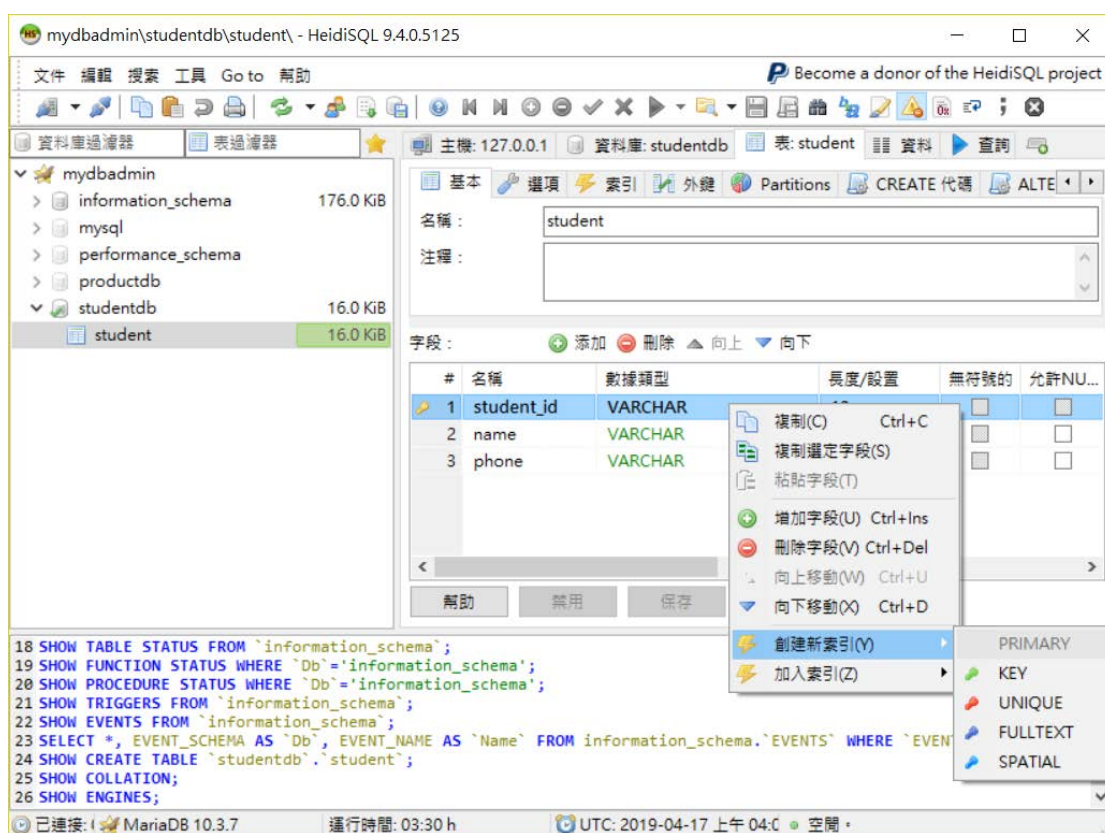 mydbadmin\studentdb\student\ - HeidiSQL 9.4.0.5125
文件 編輯 搜索 工具 Go to 幫助
Become a donor of the HeidiSQL project
資料庫過濾器 表過濾器
主機: 127.0.0.1 資料庫: studentdb 表: student 資料 查詢
mydbadmin
information_schema 176.0 KiB
mysql
performance_schema
productdb
studentdb 16.0 KiB
student 16.0 KiB
基本 選項 索引 外鍵 Partitions CREATE 代碼 ALTE
名稱 : student
注釋 :
字段 : 添加 刪除 向上 向下
# 名稱 數據類型 長度/設置 無符號的 允許NU...
1 student_id VARCHAR
2 name VARCHAR
3 phone VARCHAR
複制(C) Ctrl+C
複制選定字段(S)
粘貼字段(T)
增加字段(U) Ctrl+Ins
刪除字段(V) Ctrl+Del
向上移動(W) Ctrl+U
向下移動(X) Ctrl+D
創建新索引(Y)
加入索引(Z)
PRIMARY
KEY
UNIQUE
FULLTEXT
SPATIAL
幫助 禁用 保存
18 SHOW TABLE STATUS FROM `information_schema`;
19 SHOW FUNCTION STATUS WHERE `Db`='information_schema';
20 SHOW PROCEDURE STATUS WHERE `Db`='information_schema';
21 SHOW TRIGGERS FROM `information_schema`;
22 SHOW EVENTS FROM `information_schema`;
23 SELECT *, EVENT_SCHEMA AS `Db`, EVENT_NAME AS `Name` FROM information_schema.`EVENTS` WHERE `EVEN
24 SHOW CREATE TABLE `studentdb`.`student`;
25 SHOW COLLATION;
26 SHOW ENGINES;
已連接: MariaDB 10.3.7 運行時間: 03:30 h UTC: 2019-04-17 上午 04:0 空閒。